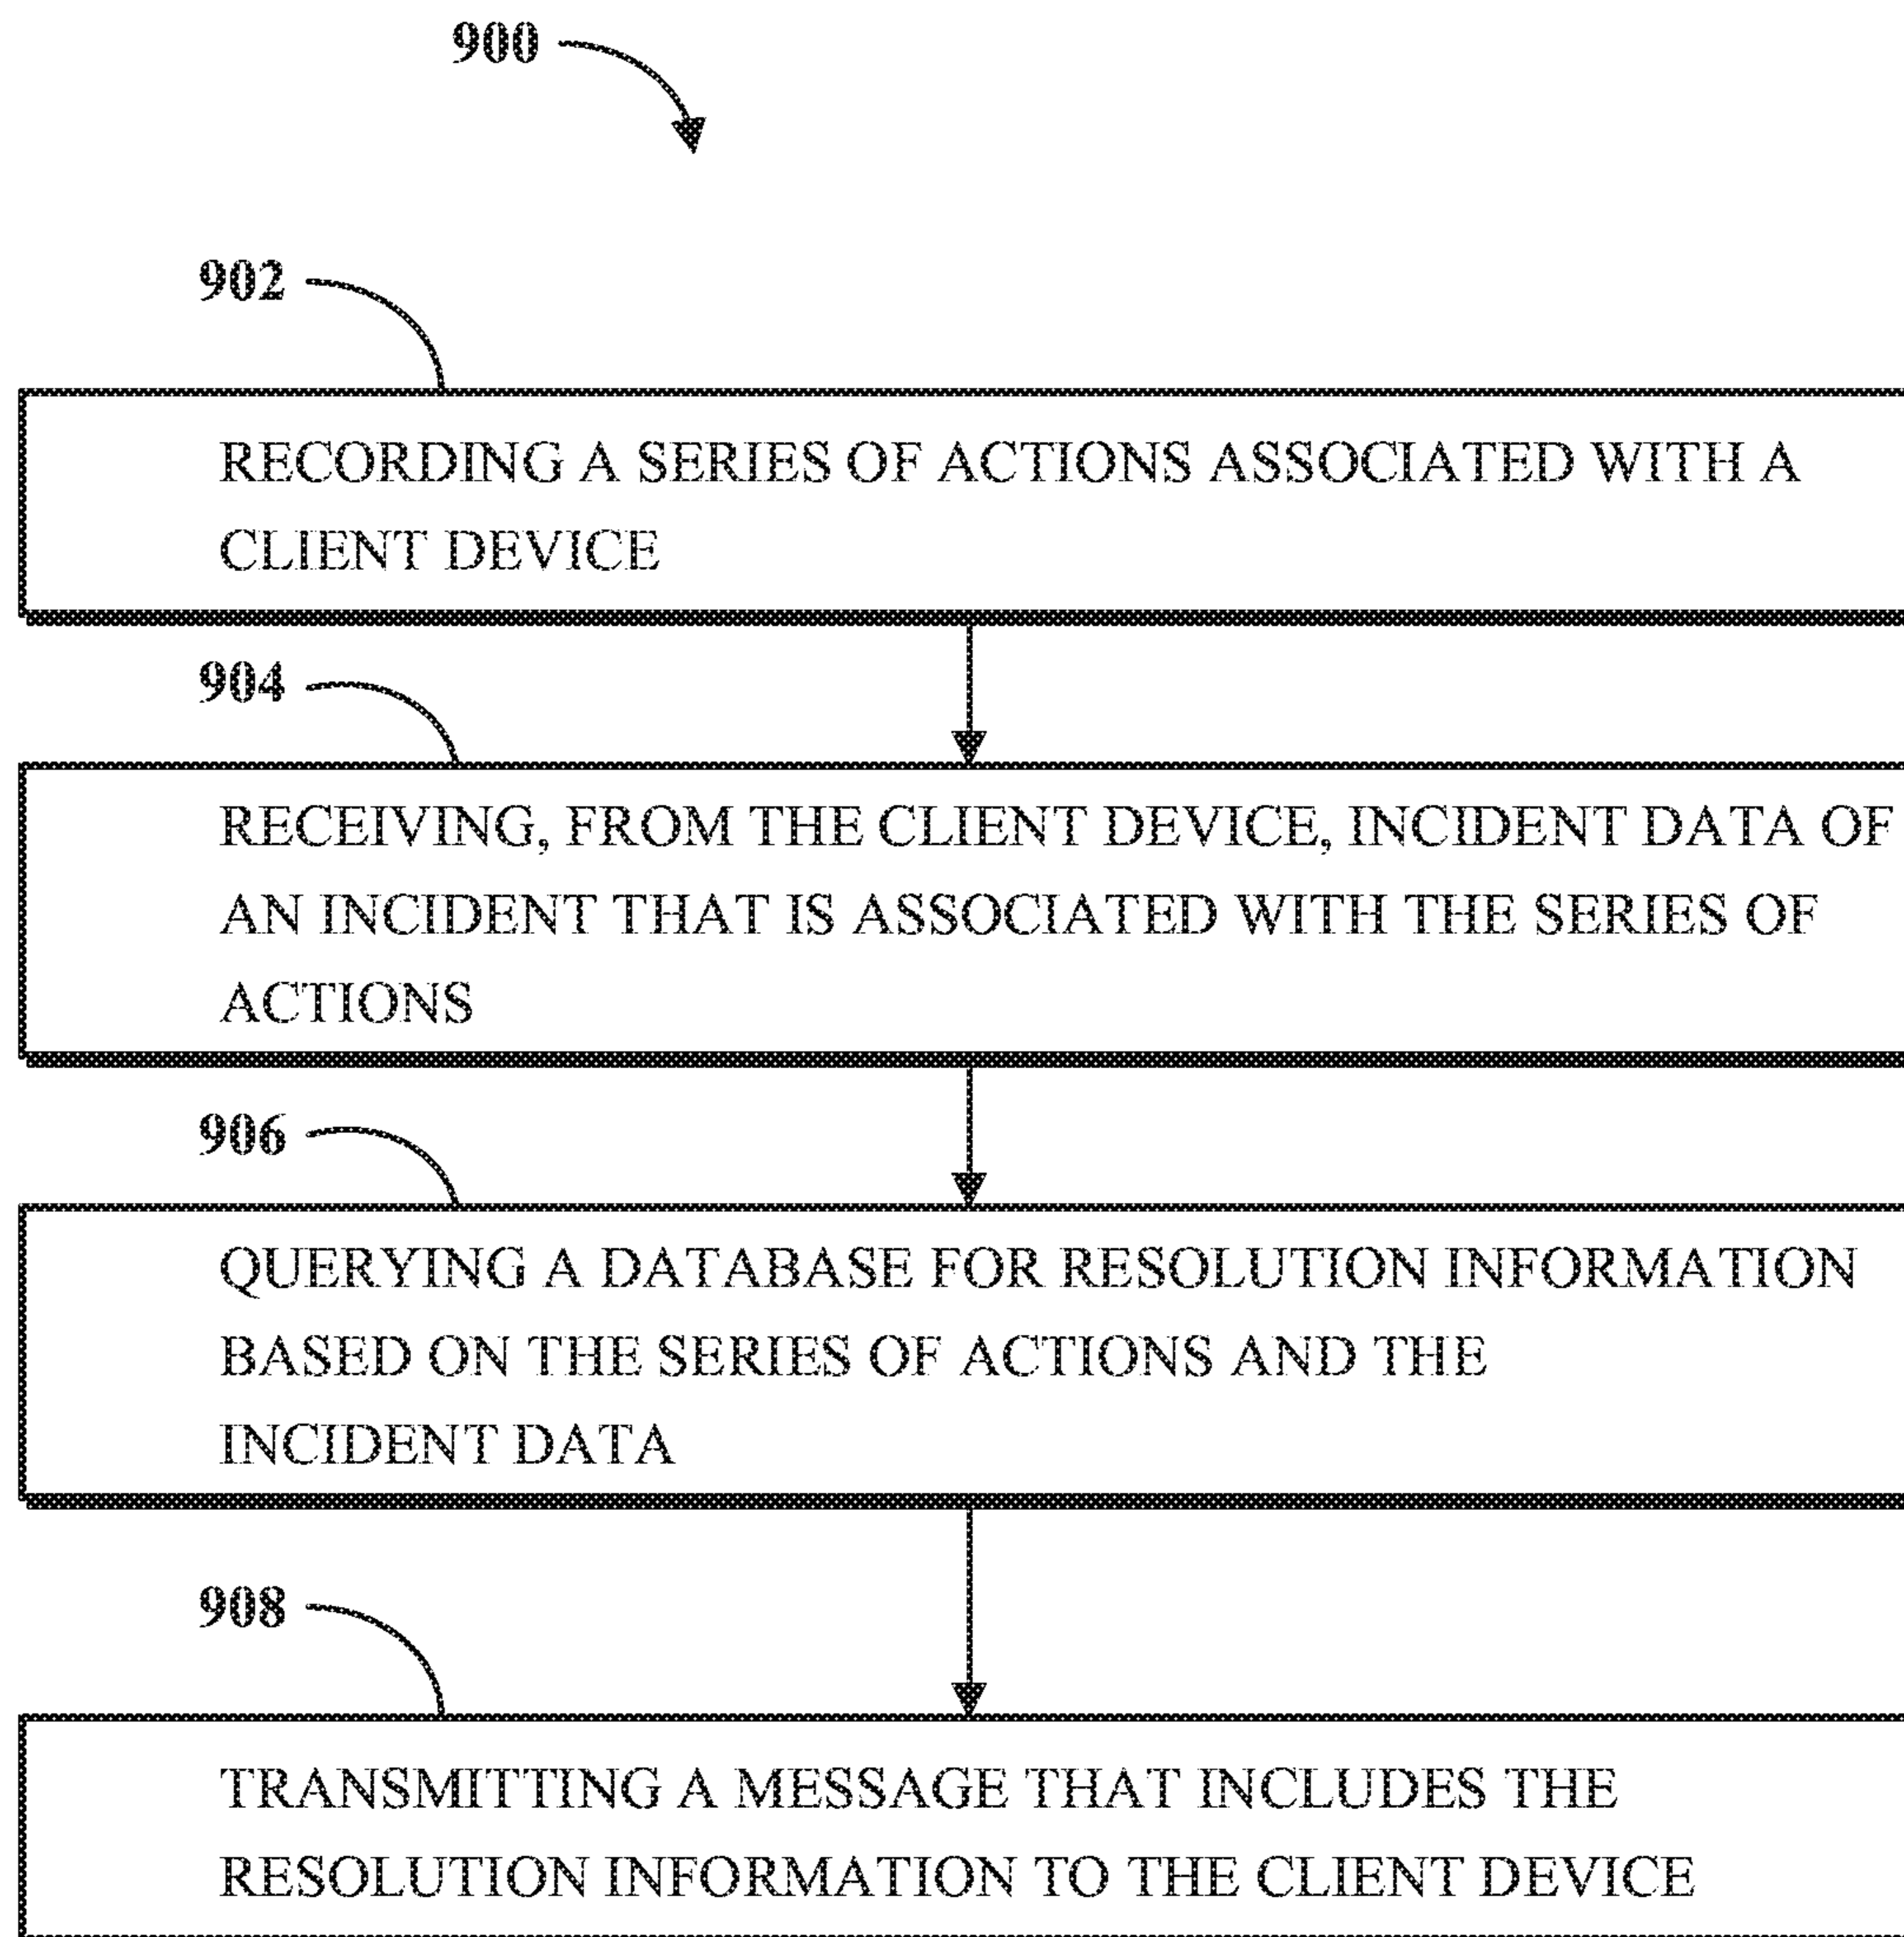 900
902
RECORDING A SERIES OF ACTIONS ASSOCIATED WITH A
CLIENT DEVICE
904
RECEIVING, FROM THE CLIENT DEVICE, INCIDENT DATA OF
AN INCIDENT THAT IS ASSOCIATED WITH THE SERIES OF
ACTIONS
906
QUERYING A DATABASE FOR RESOLUTION INFORMATION
BASED ON THE SERIES OF ACTIONS AND THE
INCIDENT DATA
908
TRANSMITTING A MESSAGE THAT INCLUDES THE
RESOLUTION INFORMATION TO THE CLIENT DEVICE